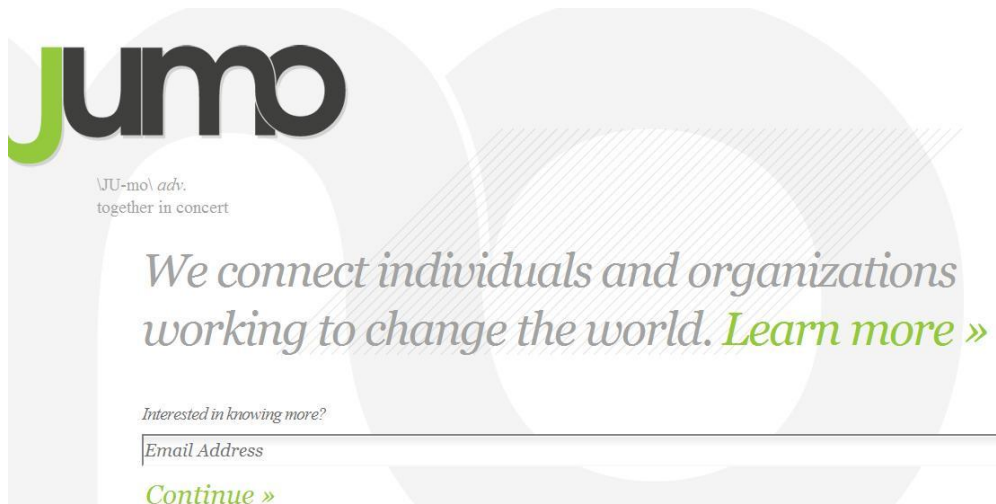 jumo
\JU-mo\ adv.
together in concert
We connect individuals and organizations
working to change the world. Learn more »
Interested in knowing more?
Email Address
Continue »